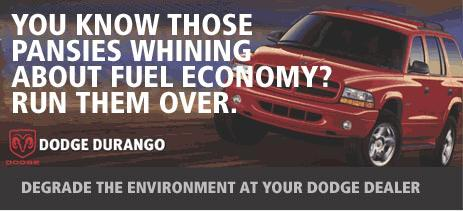 YOU KNOW THOSE
PANSIES WHINING
ABOUT FUEL ECONOMY?
RUN THEM OVER.
DODGE DURANGO
DODGE
DEGRADE THE ENVIRONMENT AT YOUR DODGE DEALER